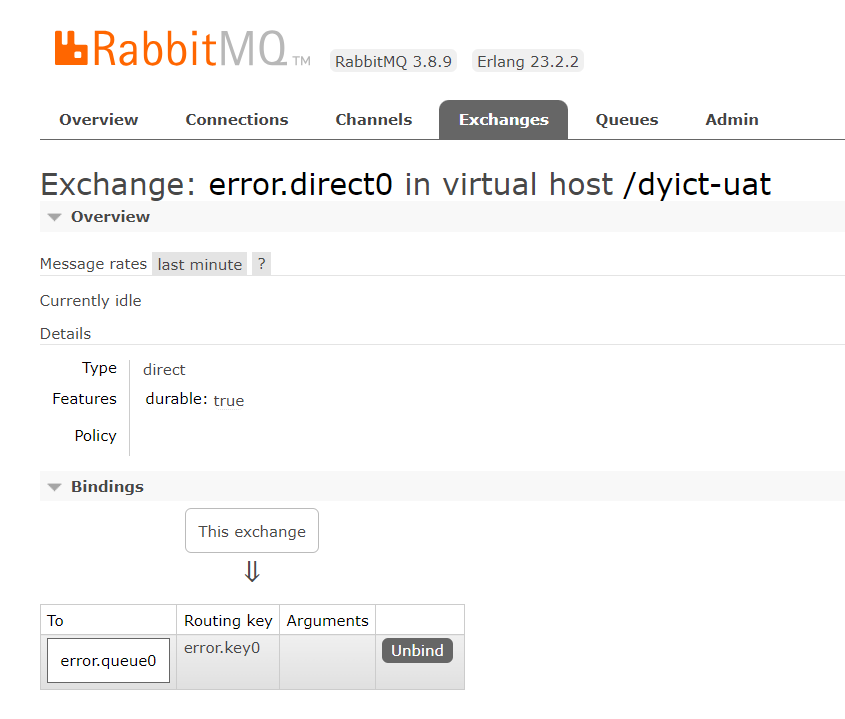 RabbitMQ TM RabbitMQ 3.8.9 Erlang 23.2.2
Overview Connections Channels Exchanges Queues Admin
Exchange: error.direct0 in virtual host /dyict-uat
Overview
Message rates last minute ?
Currently idle
Details
Type direct
Features durable: true
Policy
Bindings
This exchange
⇓
To Routing key Arguments
error.queue0 error.key0 Unbind